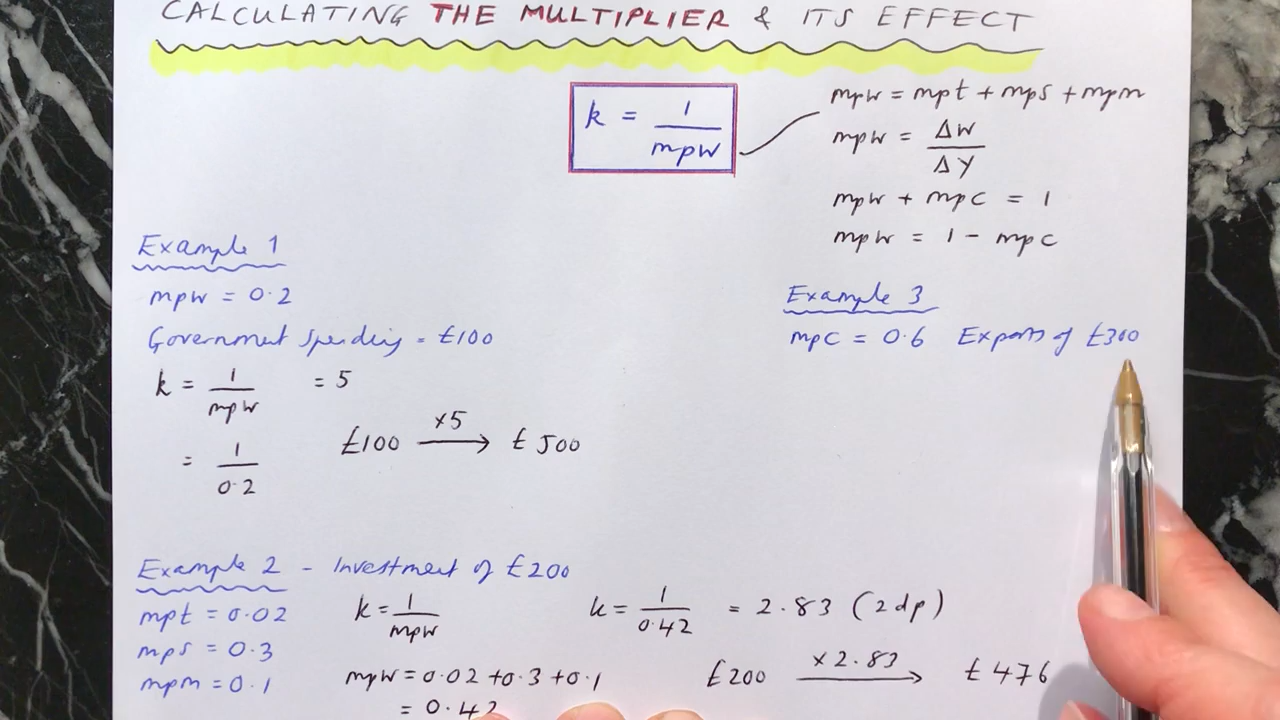 CALCULATING THE MULTIPLIER & ITS EFFECT
k = 1/mpw
mpw = mpt + mps + mpm
mpw = ΔW/ΔY
mpw + mpc = 1
mpw = 1 - mpc
Example 1
mpw = 0.2
Government spending = £100
k = 1/mpw = 5
= 1/0.2
£100 ×5 → £500
Example 2 - Investment of £200
mpt = 0.02
mps = 0.3
mpm = 0.1
k = 1/mpw
mpw = 0.02 + 0.3 + 0.1
= 0.42
k = 1/0.42 = 2.83 (2dp)
£200 × 2.83 → £476
Example 3
mpc = 0.6 Exports of £300